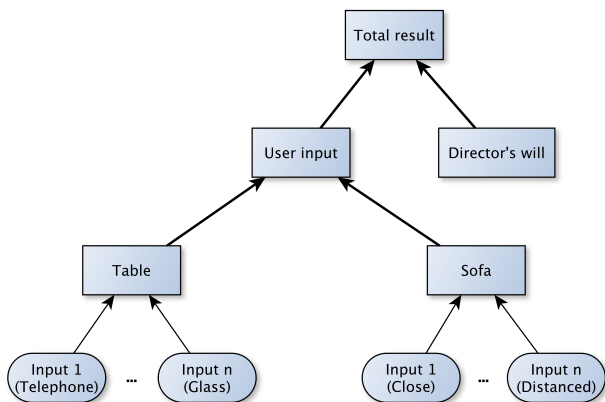 Total result
User input
Director's will
Table
Sofa
Input 1
(Telephone)
...
Input n
(Glass)
Input 1
(Close)
...
Input n
(Distanced)